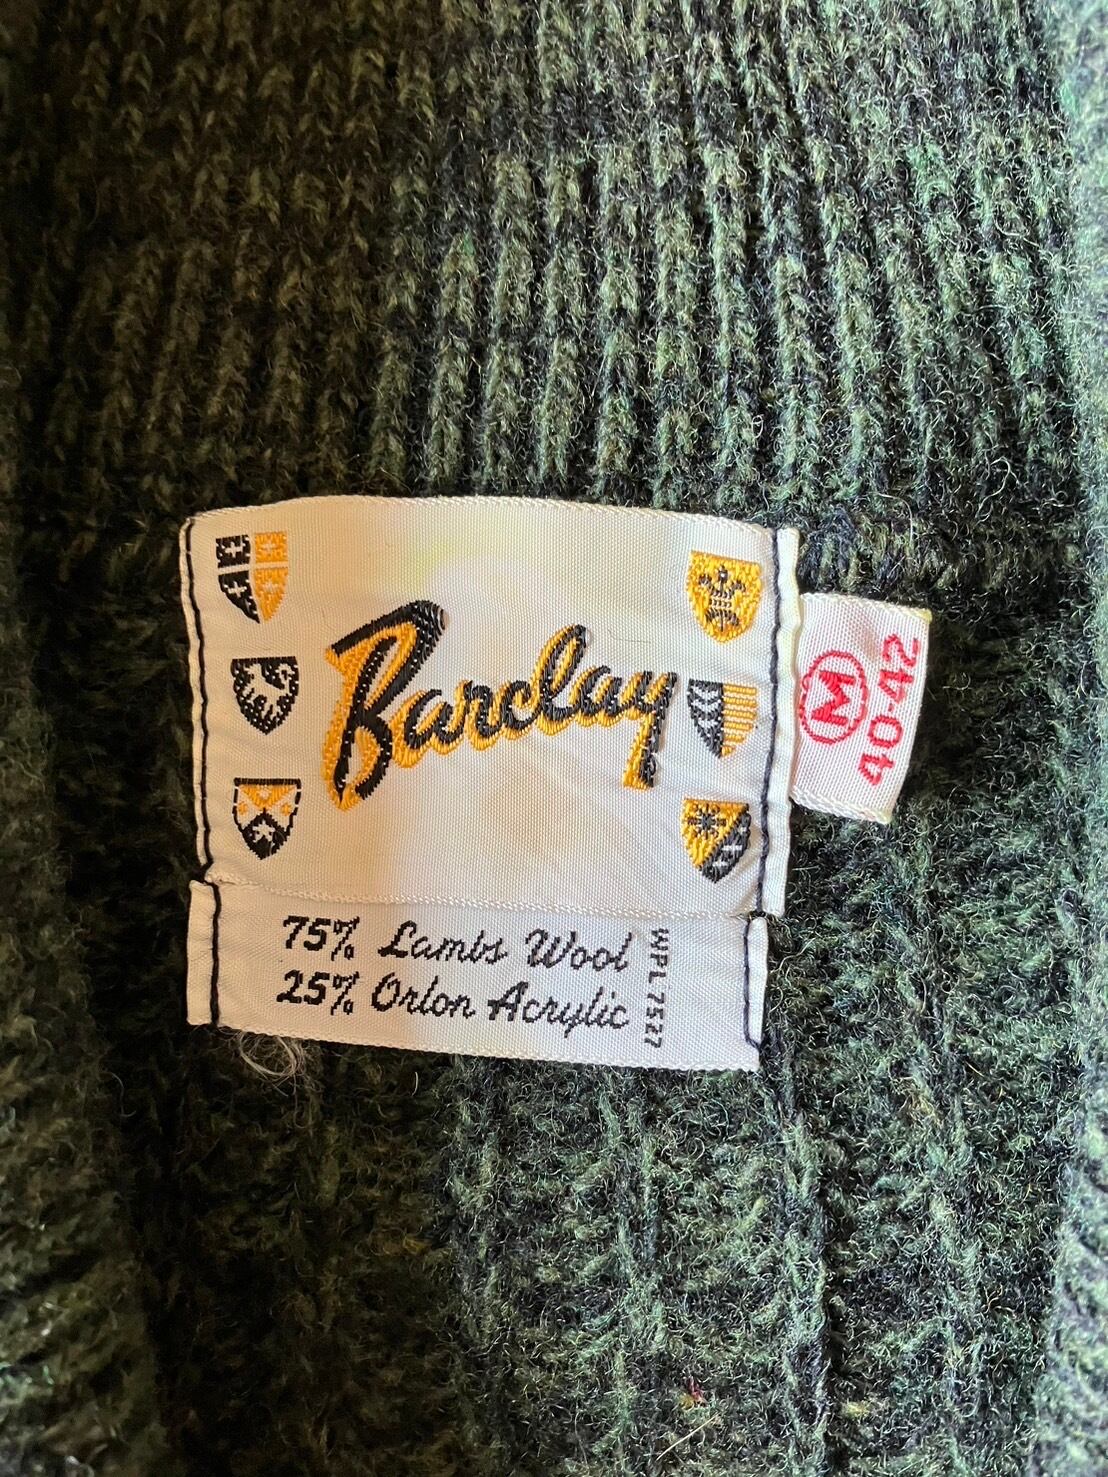 Barclay
M
40-42
75% Lambs Wool
25% Orlon Acrylic
WPL 7527